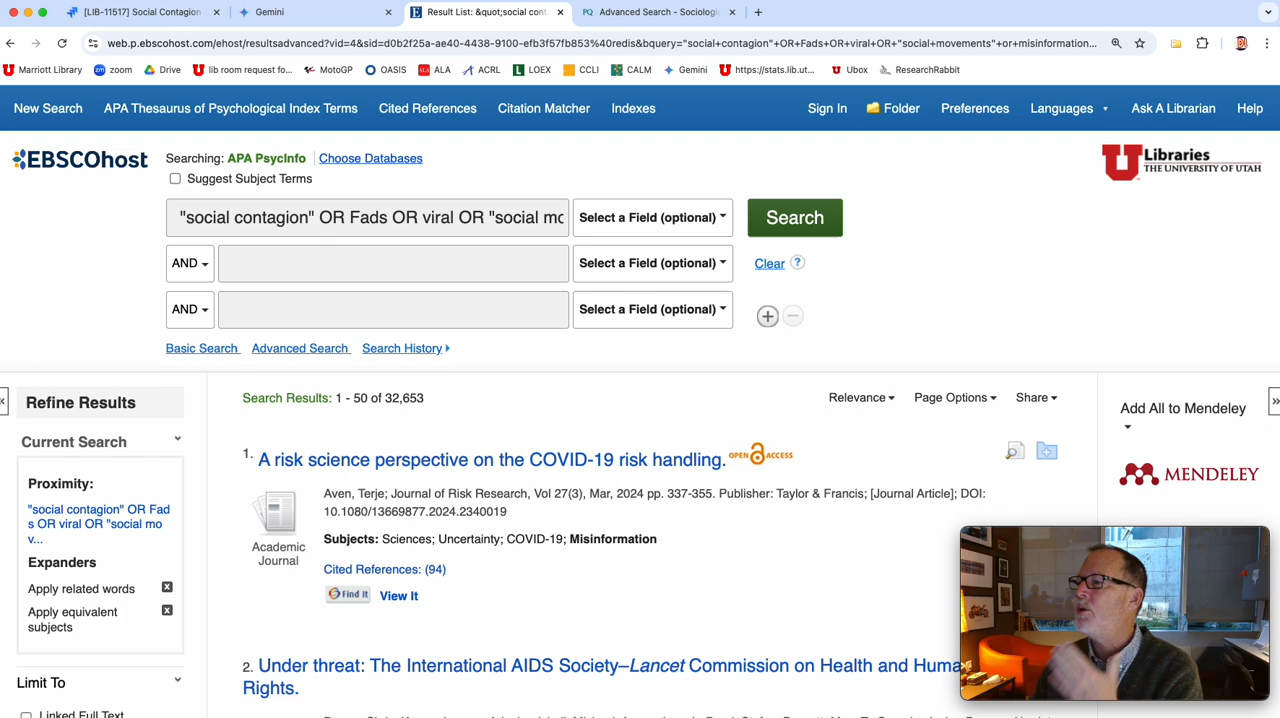 [LIB-11517] Social Contagion
Gemini
Result List: &quot;social cont
PQ Advanced Search - Sociologi
web.p.ebscohost.com/ehost/resultsadvanced?vid=4&sid=d0b2f25a-ae40-4438-9100-efb3f57fb853%40redis&bquery="social+contagion"+OR+Fads+OR+viral+OR+"social+movements"+or+misinformation...
Marriott Library
zoom
Drive
lib room request fo...
MotoGP
OASIS
ALA
ACRL
LOEX
CCLI
CALM
Gemini
https://stats.lib.ut...
Ubox
ResearchRabbit
New Search
APA Thesaurus of Psychological Index Terms
Cited References
Citation Matcher
Indexes
Sign In
Folder
Preferences
Languages
Ask A Librarian
Help
EBSCOhost
Searching: APA PsycInfo
Choose Databases
Suggest Subject Terms
U Libraries
THE UNIVERSITY OF UTAH
"social contagion" OR Fads OR viral OR "social mo
Select a Field (optional)
Search
AND
Select a Field (optional)
Clear
?
AND
Select a Field (optional)
Basic Search
Advanced Search
Search History
Refine Results
Current Search
Proximity:
"social contagion" OR Fad
s OR viral OR "social mo
v...
Expanders
Apply related words
Apply equivalent
subjects
Limit To
Linked Full Text
Search Results: 1 - 50 of 32,653
Relevance
Page Options
Share
1.
A risk science perspective on the COVID-19 risk handling.
OPEN ACCESS
Academic
Journal
Aven, Terje; Journal of Risk Research, Vol 27(3), Mar, 2024 pp. 337-355. Publisher: Taylor & Francis; [Journal Article]; DOI:
10.1080/13669877.2024.2340019
Subjects: Sciences; Uncertainty; COVID-19; Misinformation
Cited References: (94)
Find It
View It
2.
Under threat: The International AIDS Society–Lancet Commission on Health and Huma
Rights.
Add All to Mendeley
MENDELEY